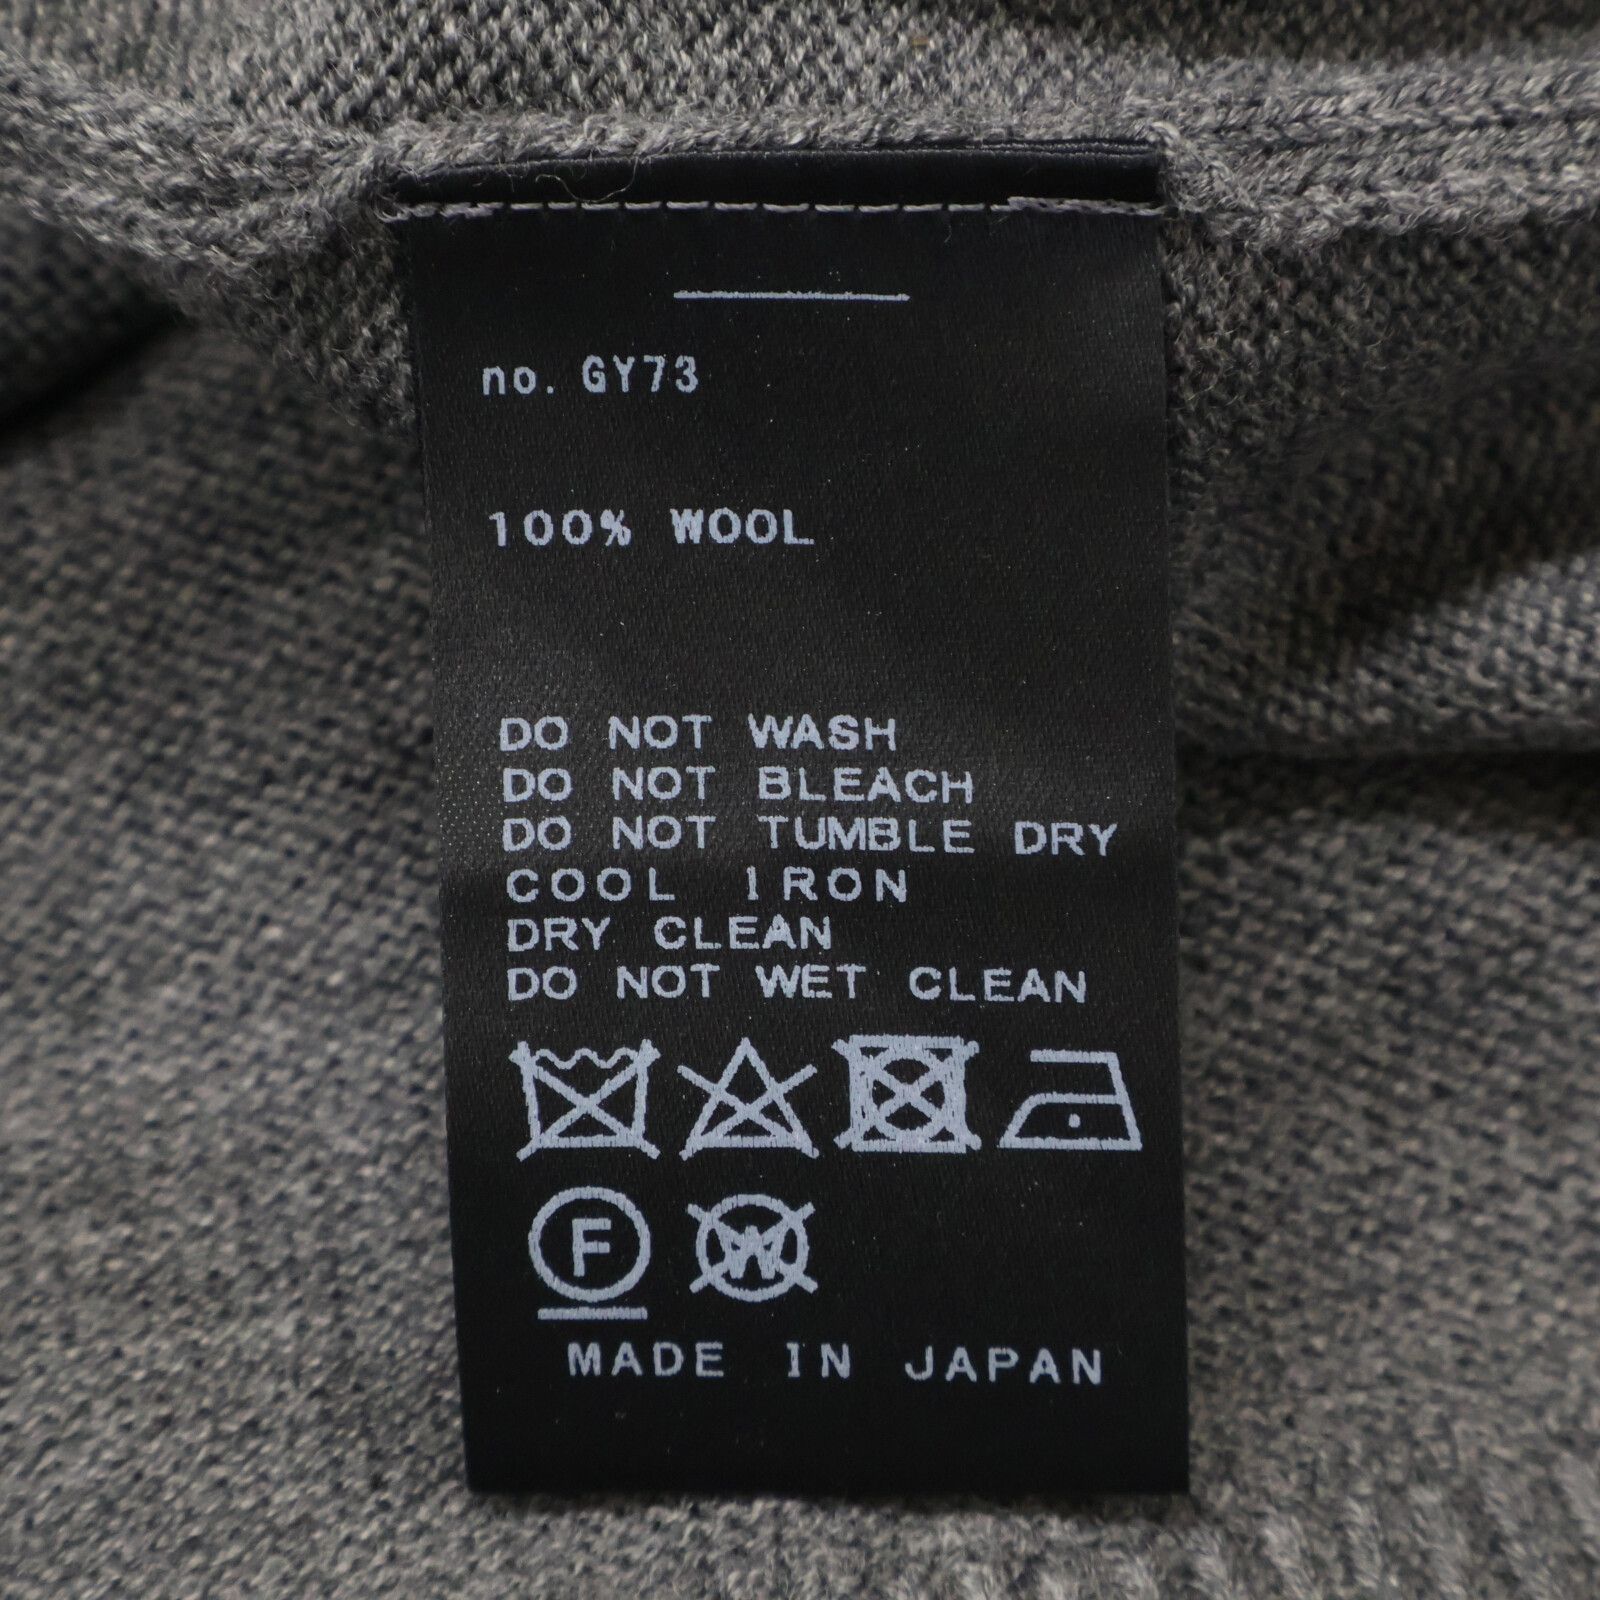 no. GY73
100% WOOL
DO NOT WASH
DO NOT BLEACH
DO NOT TUMBLE DRY
COOL IRON
DRY CLEAN
DO NOT WET CLEAN
F W
MADE IN JAPAN